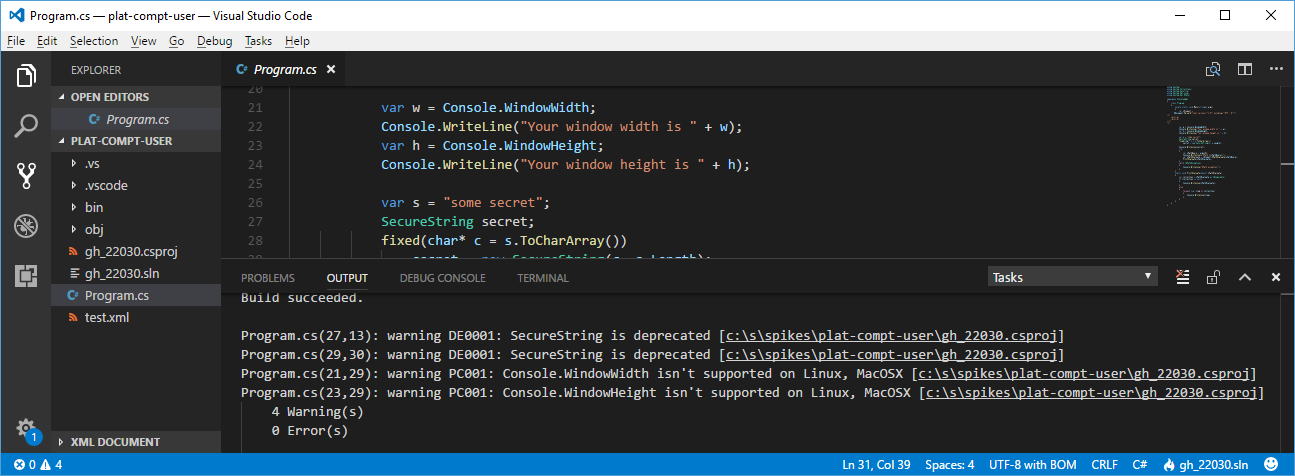 Program.cs — plat-compt-user — Visual Studio Code
File Edit Selection View Go Debug Tasks Help
EXPLORER
OPEN EDITORS
C# Program.cs
PLAT-COMPT-USER
.vs
.vscode
bin
obj
gh_22030.csproj
gh_22030.sln
C# Program.cs
test.xml
XML DOCUMENT
1
C# Program.cs
20
21 var w = Console.WindowWidth;
22 Console.WriteLine("Your window width is " + w);
23 var h = Console.WindowHeight;
24 Console.WriteLine("Your window height is " + h);
25
26 var s = "some secret";
27 SecureString secret;
28 fixed(char* c = s.ToCharArray())
29 secret = new SecureString(c, s.Length);
PROBLEMS OUTPUT DEBUG CONSOLE TERMINAL Tasks
Build succeeded.
Program.cs(27,13): warning DE0001: SecureString is deprecated [c:\s\spikes\plat-compt-user\gh_22030.csproj]
Program.cs(29,30): warning DE0001: SecureString is deprecated [c:\s\spikes\plat-compt-user\gh_22030.csproj]
Program.cs(21,29): warning PC001: Console.WindowWidth isn't supported on Linux, MacOSX [c:\s\spikes\plat-compt-user\gh_22030.csproj]
Program.cs(23,29): warning PC001: Console.WindowHeight isn't supported on Linux, MacOSX [c:\s\spikes\plat-compt-user\gh_22030.csproj]
4 Warning(s)
0 Error(s)
0 4 Ln 31, Col 39 Spaces: 4 UTF-8 with BOM CRLF C# gh_22030.sln